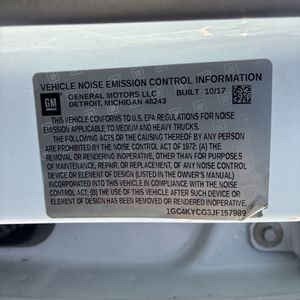 VEHICLE NOISE EMISSION CONTROL INFORMATION
GM GENERAL MOTORS LLC BUILT 10/17
DETROIT, MICHIGAN 48243
THIS VEHICLE CONFORMS TO U.S. EPA REGULATIONS FOR NOISE
EMISSION APPLICABLE TO MEDIUM AND HEAVY TRUCKS.
THE FOLLOWING ACTS OR THE CAUSING THEREOF BY ANY PERSON
ARE PROHIBITED BY THE NOISE CONTROL ACT OF 1972: (A) THE
REMOVAL OR RENDERING INOPERATIVE, OTHER THAN FOR PURPOSES
OF MAINTENANCE, REPAIR, OR REPLACEMENT, OF ANY NOISE CONTROL
DEVICE OR ELEMENT OF DESIGN (LISTED IN THE OWNER'S MANUAL)
INCORPORATED INTO THIS VEHICLE IN COMPLIANCE WITH THE NOISE
CONTROL ACT; (B) THE USE OF THIS VEHICLE AFTER SUCH DEVICE
OR ELEMENT OF DESIGN HAS BEEN REMOVED OR RENDERED INOPERATIVE.
1GC4KYCG3JF157989